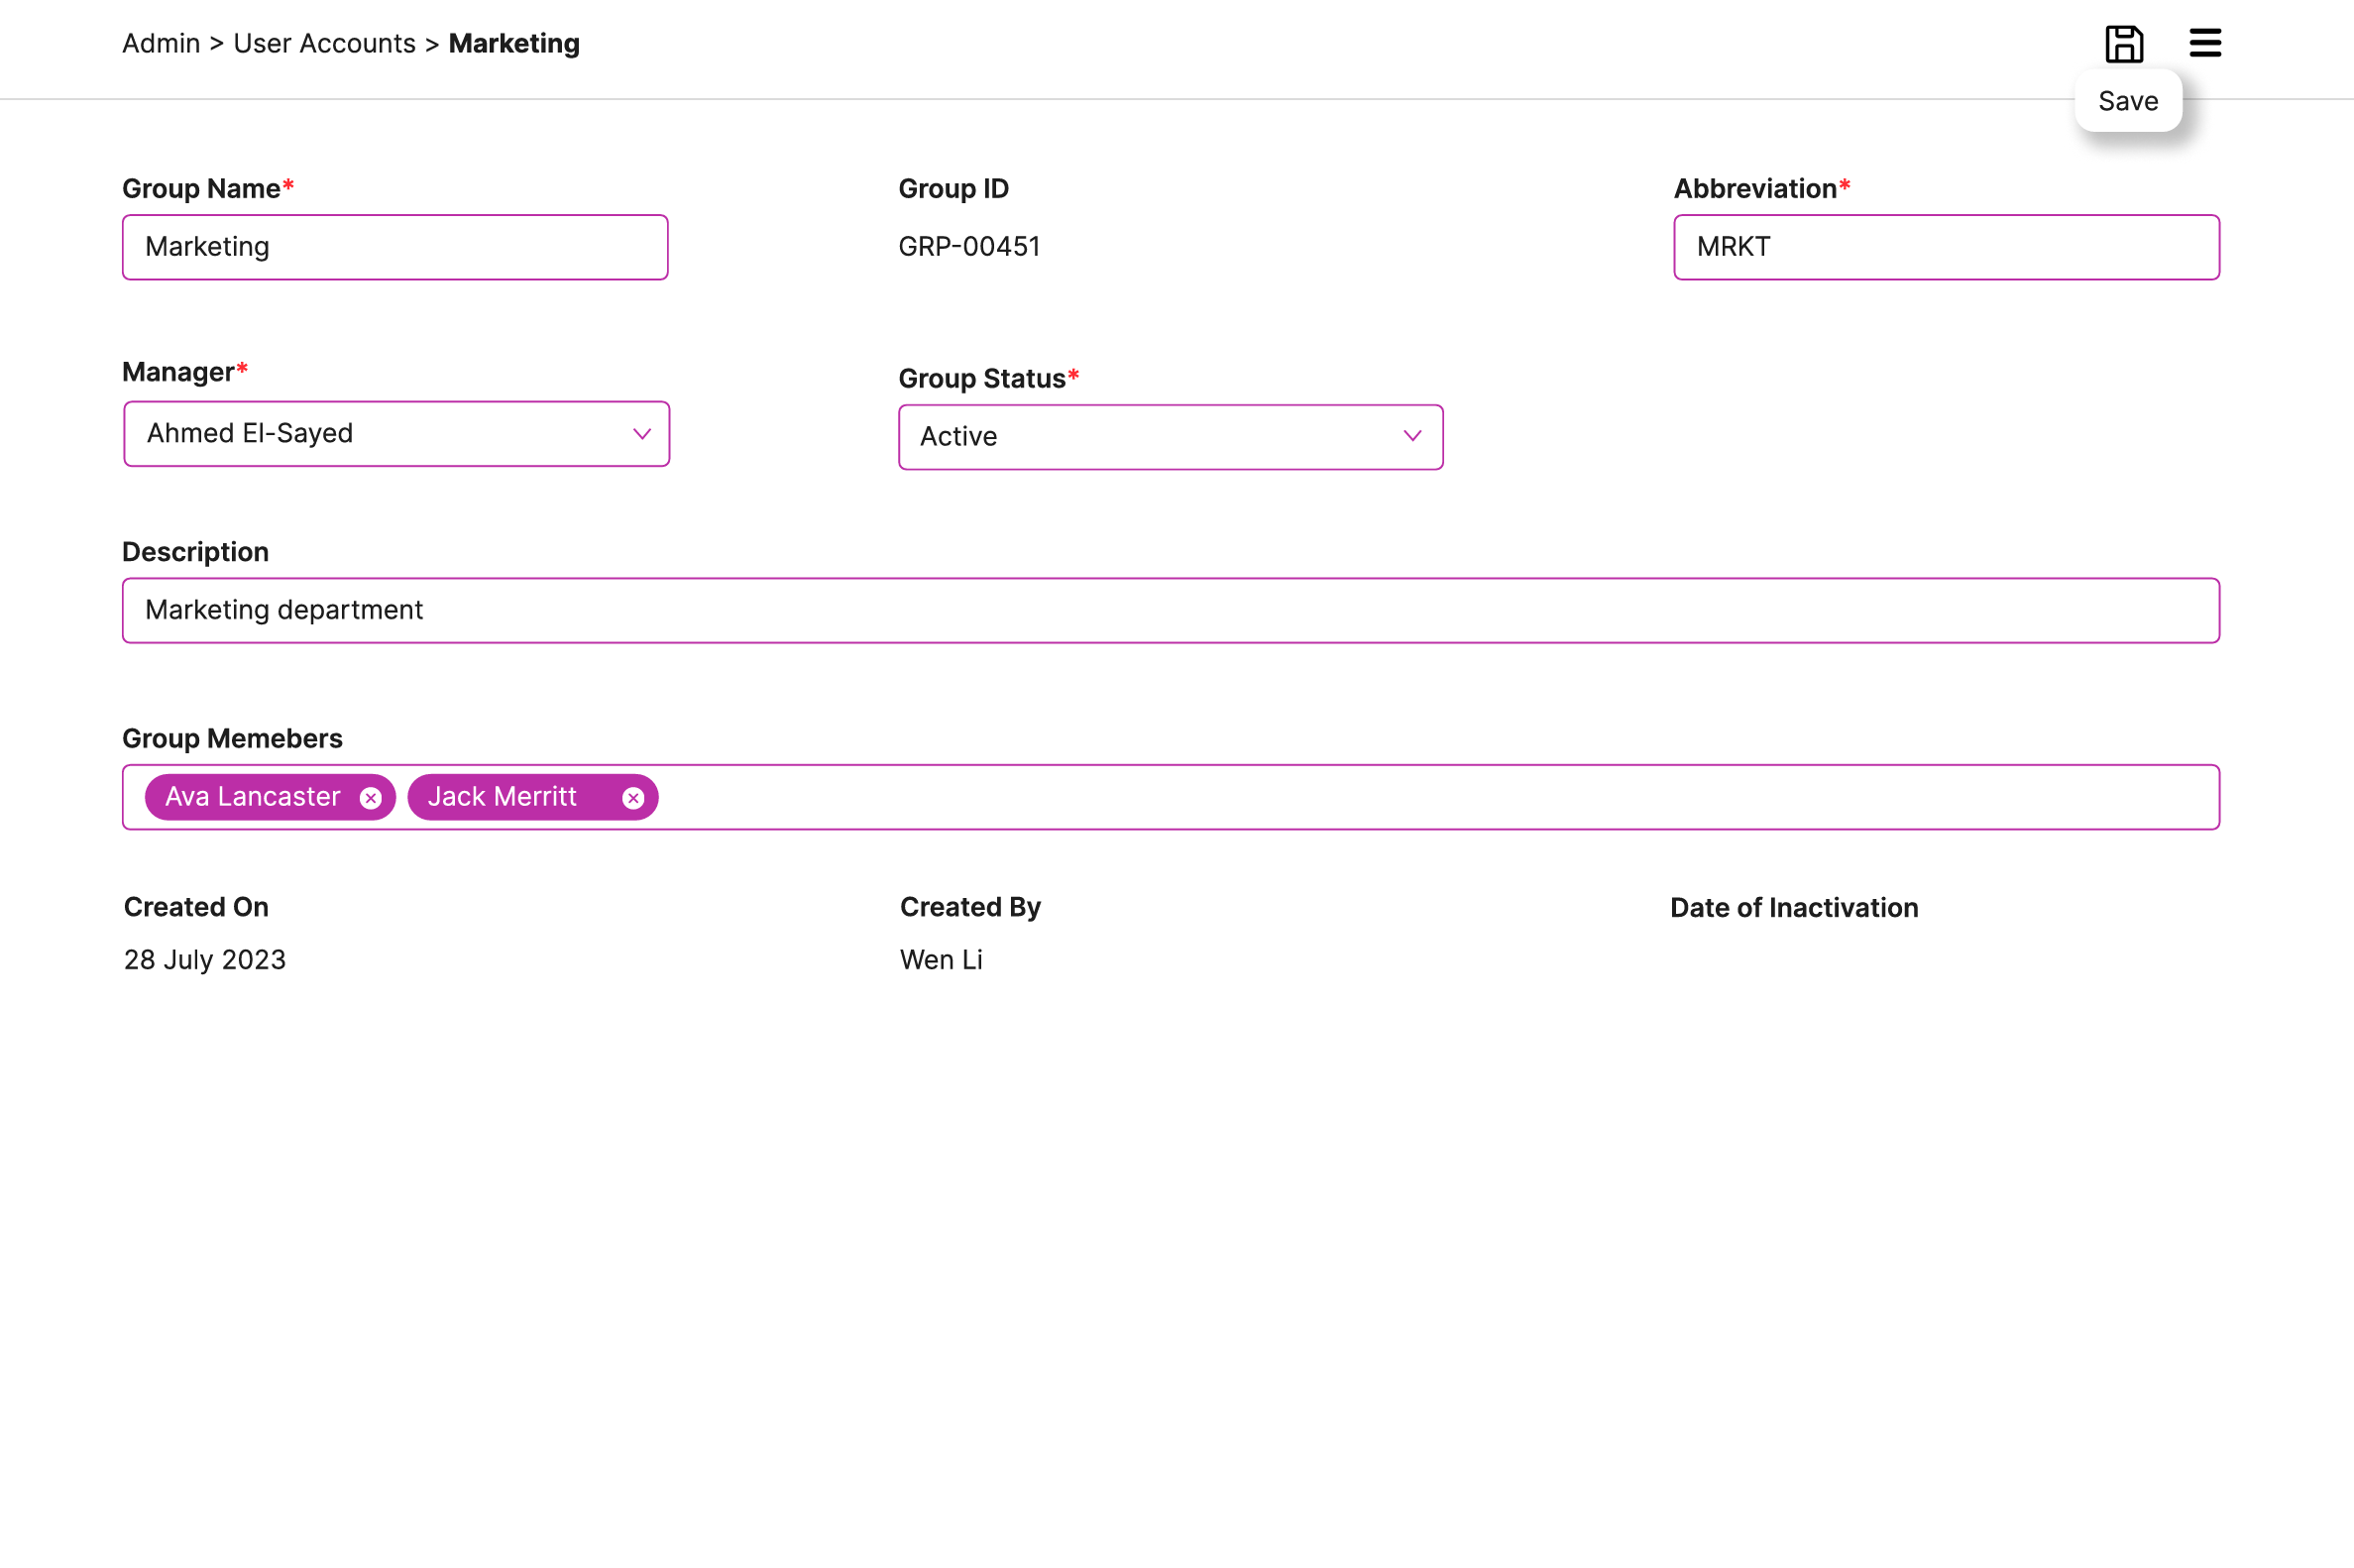 Admin > User Accounts > Marketing
Save
Group Name*
Marketing
Group ID
GRP-00451
Abbreviation*
MRKT
Manager*
Ahmed El-Sayed
Group Status*
Active
Description
Marketing department
Group Memebers
Ava Lancaster
Jack Merritt
Created On
28 July 2023
Created By
Wen Li
Date of Inactivation